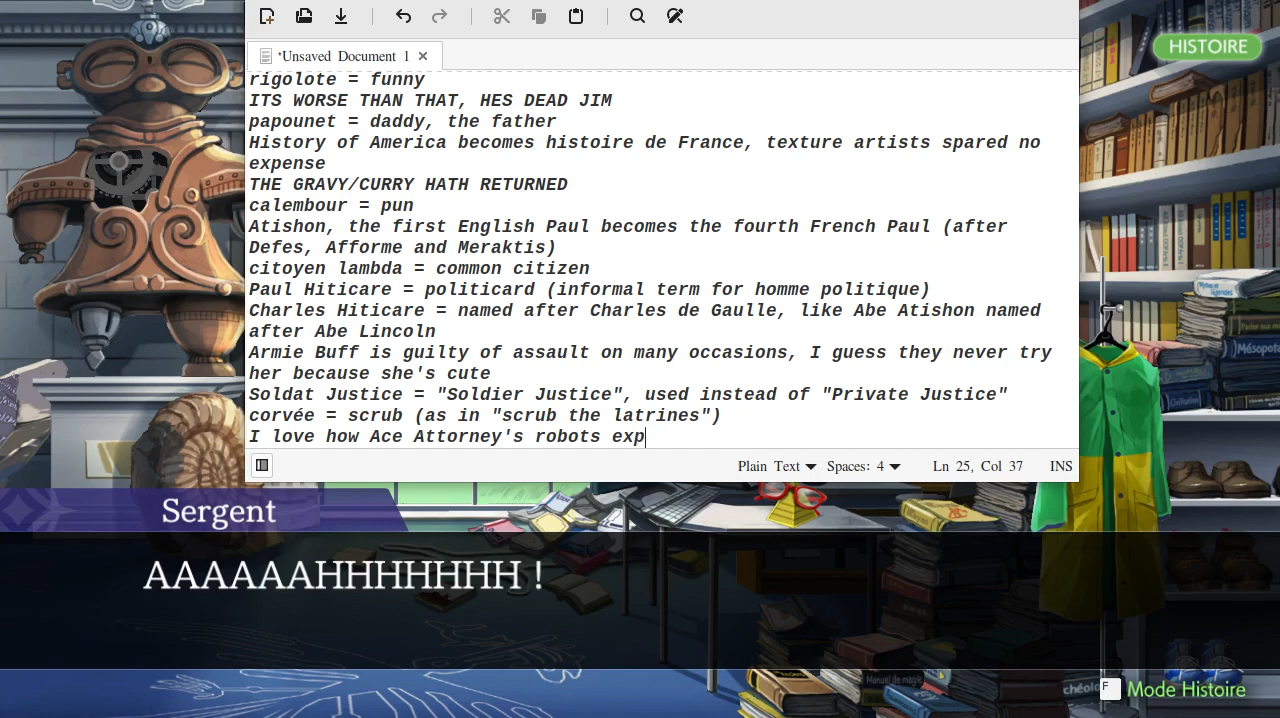 HISTOIRE
*Unsaved Document 1
rigolote = funny
ITS WORSE THAN THAT, HES DEAD JIM
papounet = daddy, the father
History of America becomes histoire de France, texture artists spared no
expense
THE GRAVY/CURRY HATH RETURNED
calembour = pun
Atishon, the first English Paul becomes the fourth French Paul (after
Defes, Afforme and Meraktis)
citoyen lambda = common citizen
Paul Hiticare = politicard (informal term for homme politique)
Charles Hiticare = named after Charles de Gaulle, like Abe Atishon named
after Abe Lincoln
Armie Buff is guilty of assault on many occasions, I guess they never try
her because she's cute
Soldat Justice = "Soldier Justice", used instead of "Private Justice"
corvée = scrub (as in "scrub the latrines")
I love how Ace Attorney's robots exp
Plain Text Spaces: 4 Ln 25, Col 37 INS
Sergent
AAAAAAHHHHHHH !
Manuel de magie
F Mode Histoire